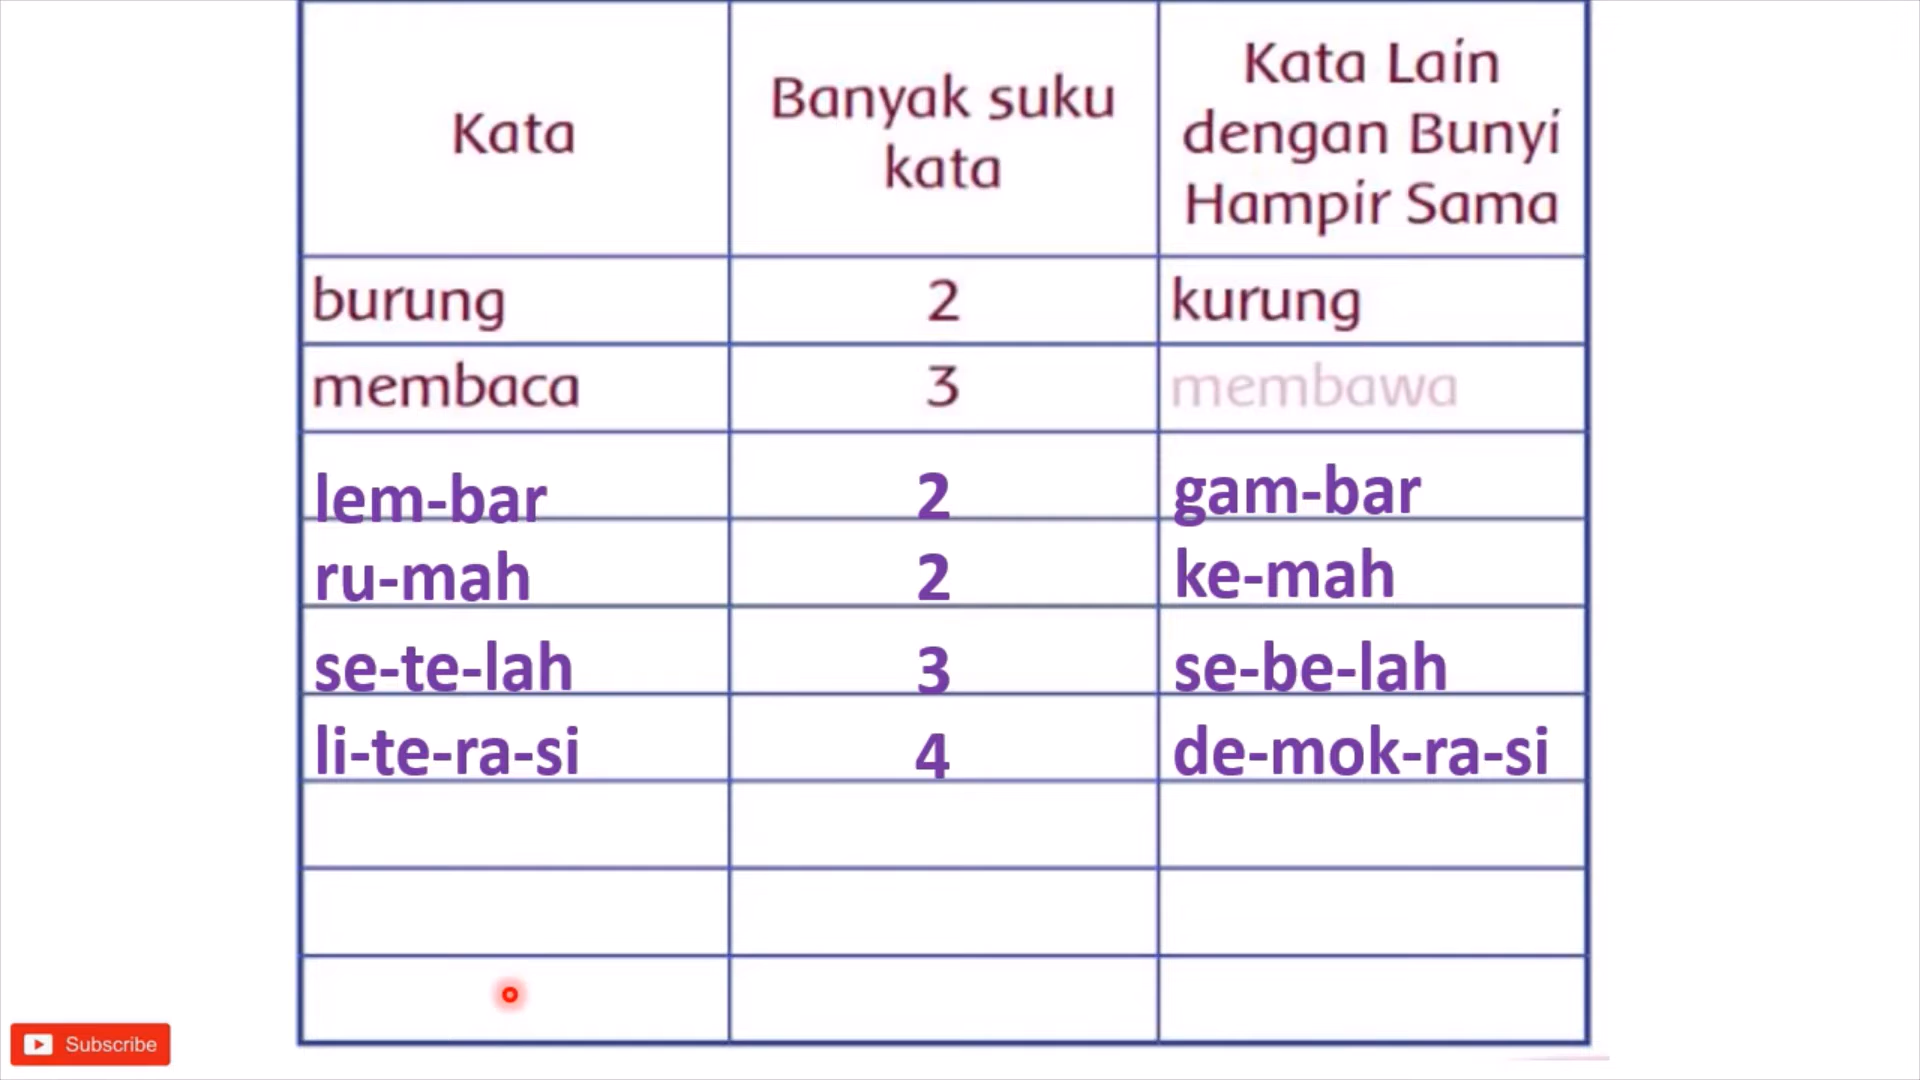 Kata
Banyak suku
kata
Kata Lain
dengan Bunyi
Hampir Sama
burung 2 kurung
membaca 3 membawa
lem-bar 2 gam-bar
ru-mah 2 ke-mah
se-te-lah 3 se-be-lah
li-te-ra-si 4 de-mok-ra-si
Subscribe